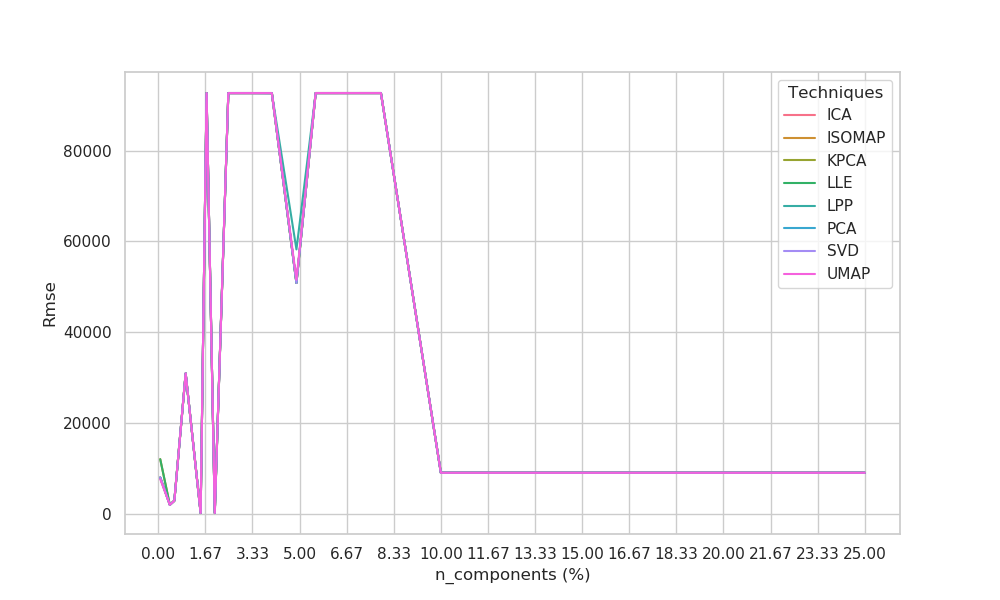 Techniques
ICA
ISOMAP
KPCA
LLE
LPP
PCA
SVD
UMAP
80000
60000
40000
20000
0
Rmse
0.00 1.67 3.33 5.00 6.67 8.33 10.00 11.67 13.33 15.00 16.67 18.33 20.00 21.67 23.33 25.00
n_components (%)